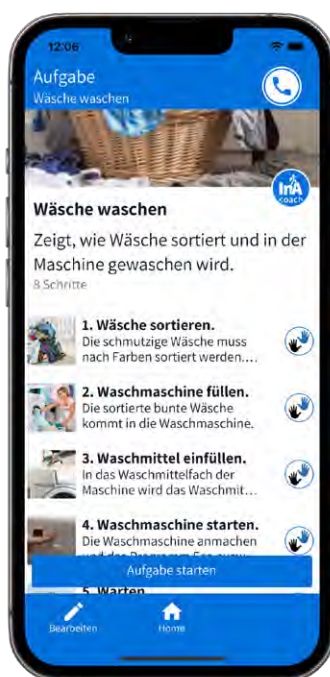 12:06
Aufgabe
Wäsche waschen
InA
coach
Wäsche waschen
Zeigt, wie Wäsche sortiert und in der
Maschine gewaschen wird.
8 Schritte
1. Wäsche sortieren.
Die schmutzige Wäsche muss
nach Farben sortiert werden....
2. Waschmaschine füllen.
Die sortierte bunte Wäsche
kommt in die Waschmaschine.
3. Waschmittel einfüllen.
In das Waschmittelfach der
Maschine wird das Waschmit...
4. Waschmaschine starten.
Die Waschmaschine anmachen
und das Programm
Aufgabe starten
5. Warten
Bearbeiten
Home